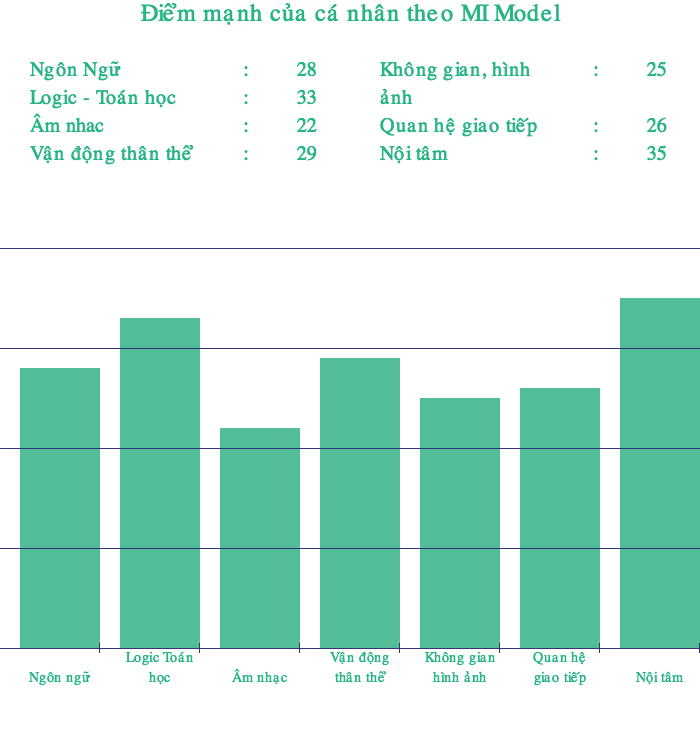 Điểm mạnh của cá nhân theo MI Model
Ngôn Ngữ : 28
Logic - Toán học : 33
Âm nhac : 22
Vận động thân thể : 29
Không gian, hình : 25
ảnh
Quan hệ giao tiếp : 26
Nội tâm : 35
Ngôn ngữ
Logic Toán
học
Âm nhạc
Vận động
thân thể
Không gian
hình ảnh
Quan hệ
giao tiếp
Nội tâm